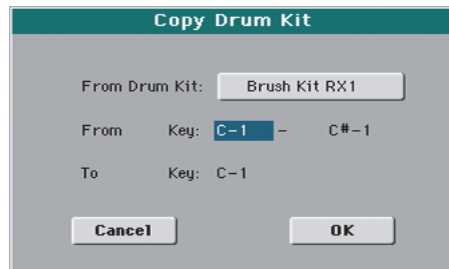 Copy Drum Kit
From Drum Kit: Brush Kit RX1
From Key: C-1 - C#-1
To Key: C-1
Cancel OK